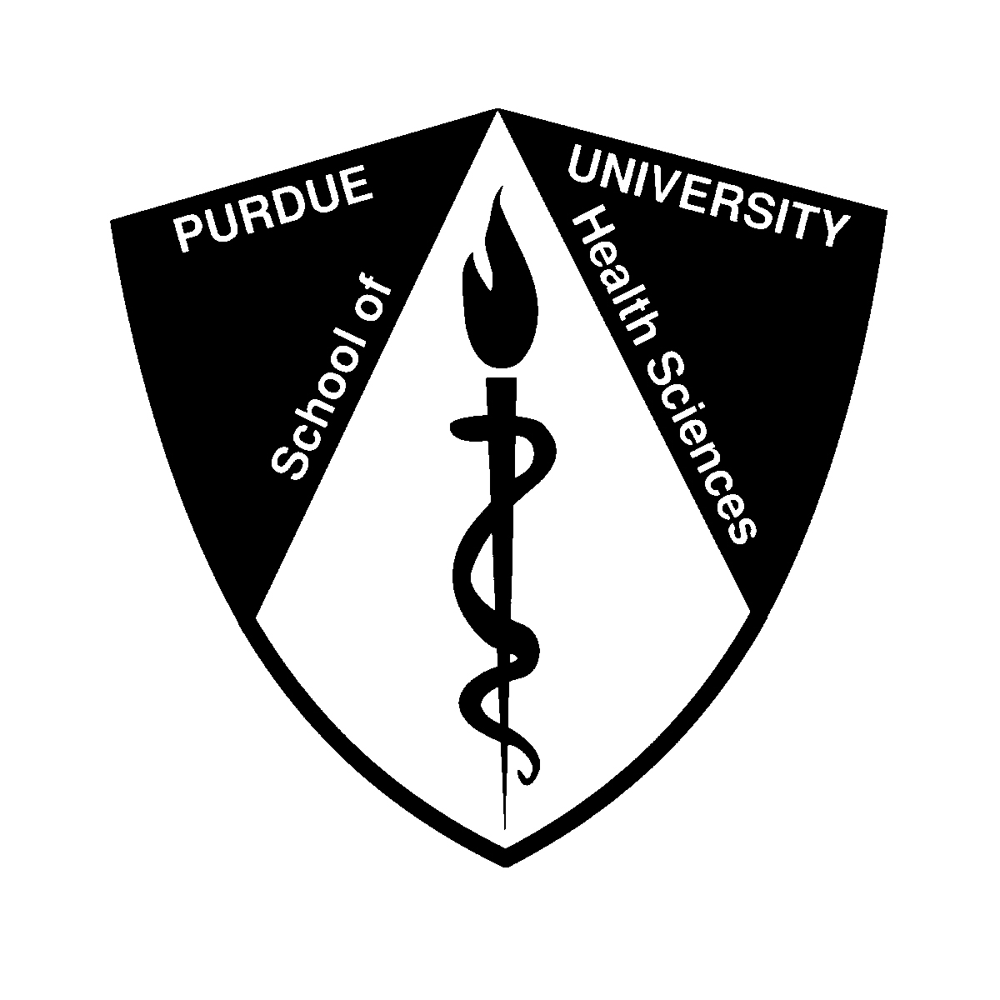 PURDUE
UNIVERSITY
School of
Health Sciences